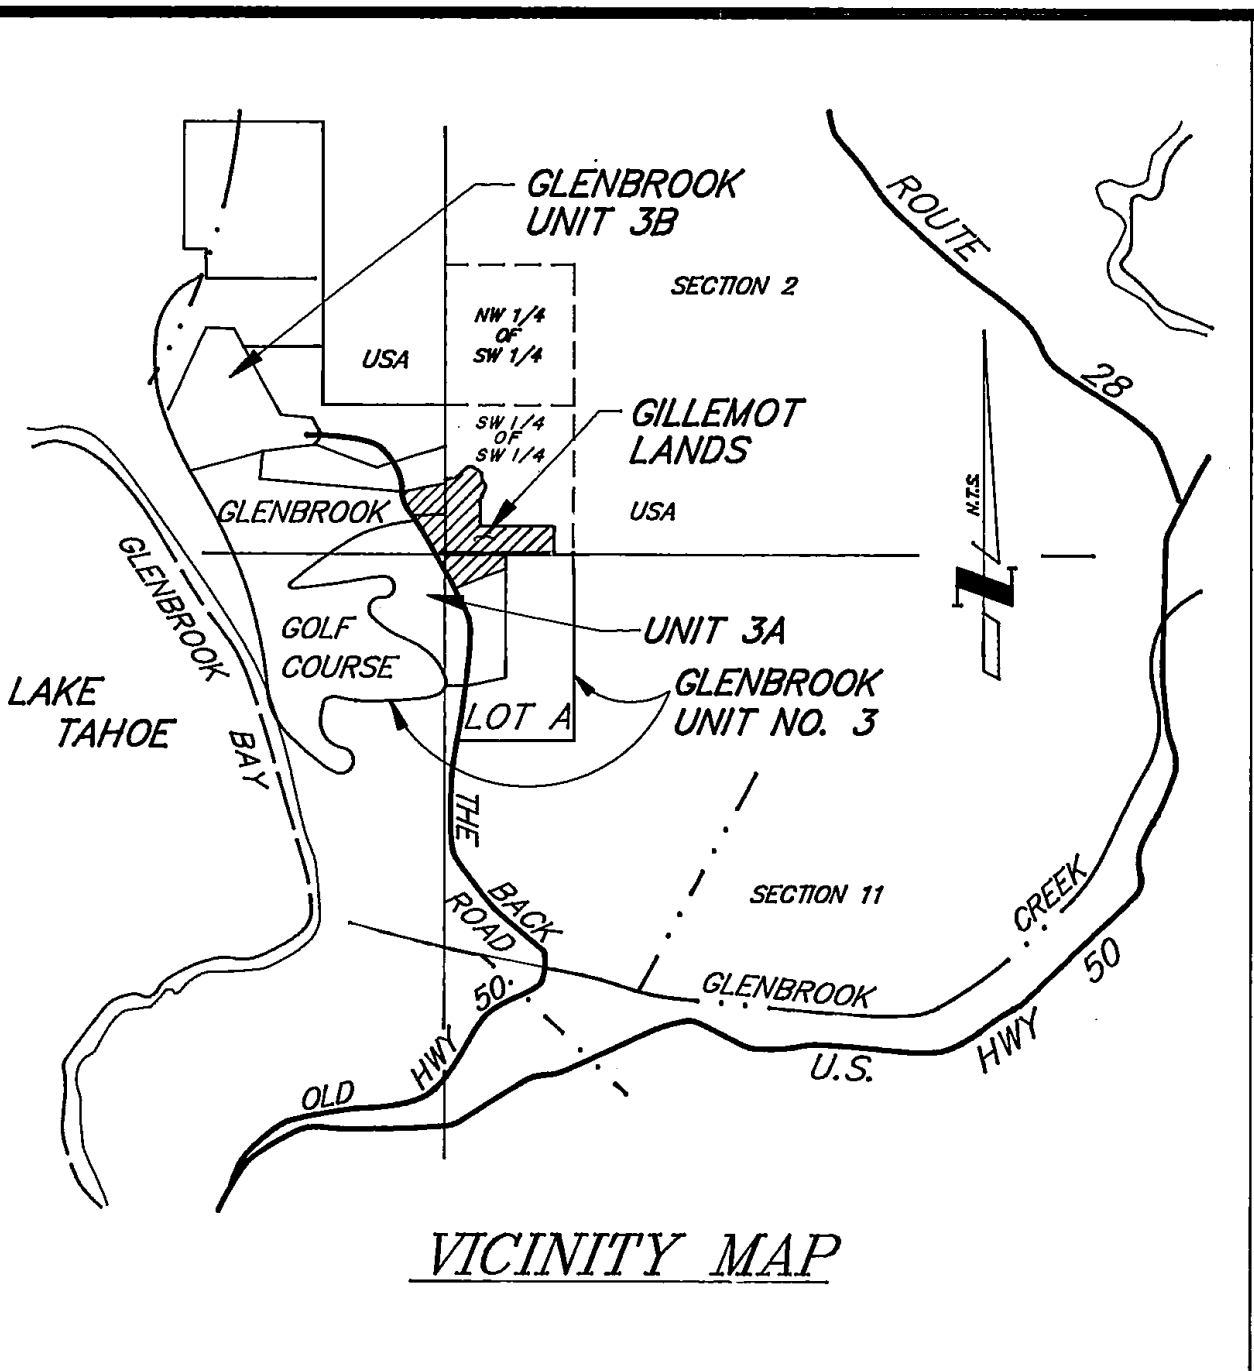 GLENBROOK
UNIT 3B
ROUTE
28
SECTION 2
NW 1/4
OF
SW 1/4
USA
SW 1/4
OF
SW 1/4
GILLEMOT
LANDS
USA
N.T.S.
N
GLENBROOK
GLENBROOK
BAY
GOLF
COURSE
UNIT 3A
GLENBROOK
UNIT NO. 3
LAKE
TAHOE
LOT A
THE
BACK
ROAD
SECTION 11
CREEK
GLENBROOK
50
HWY
U.S.
50
HWY
OLD
VICINITY MAP